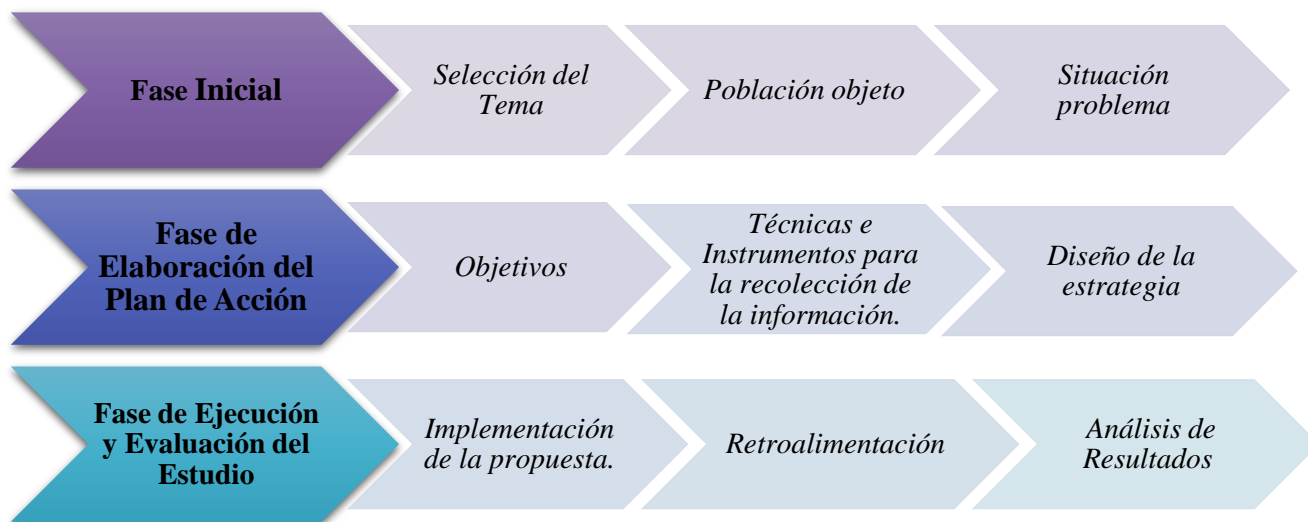 Fase Inicial
Selección del
Tema
Población objeto
Situación
problema
Fase de
Elaboración del
Plan de Acción
Objetivos
Técnicas e
Instrumentos para
la recolección de
la información.
Diseño de la
estrategia
Fase de Ejecución
y Evaluación del
Estudio
Implementación
de la propuesta.
Retroalimentación
Análisis de
Resultados